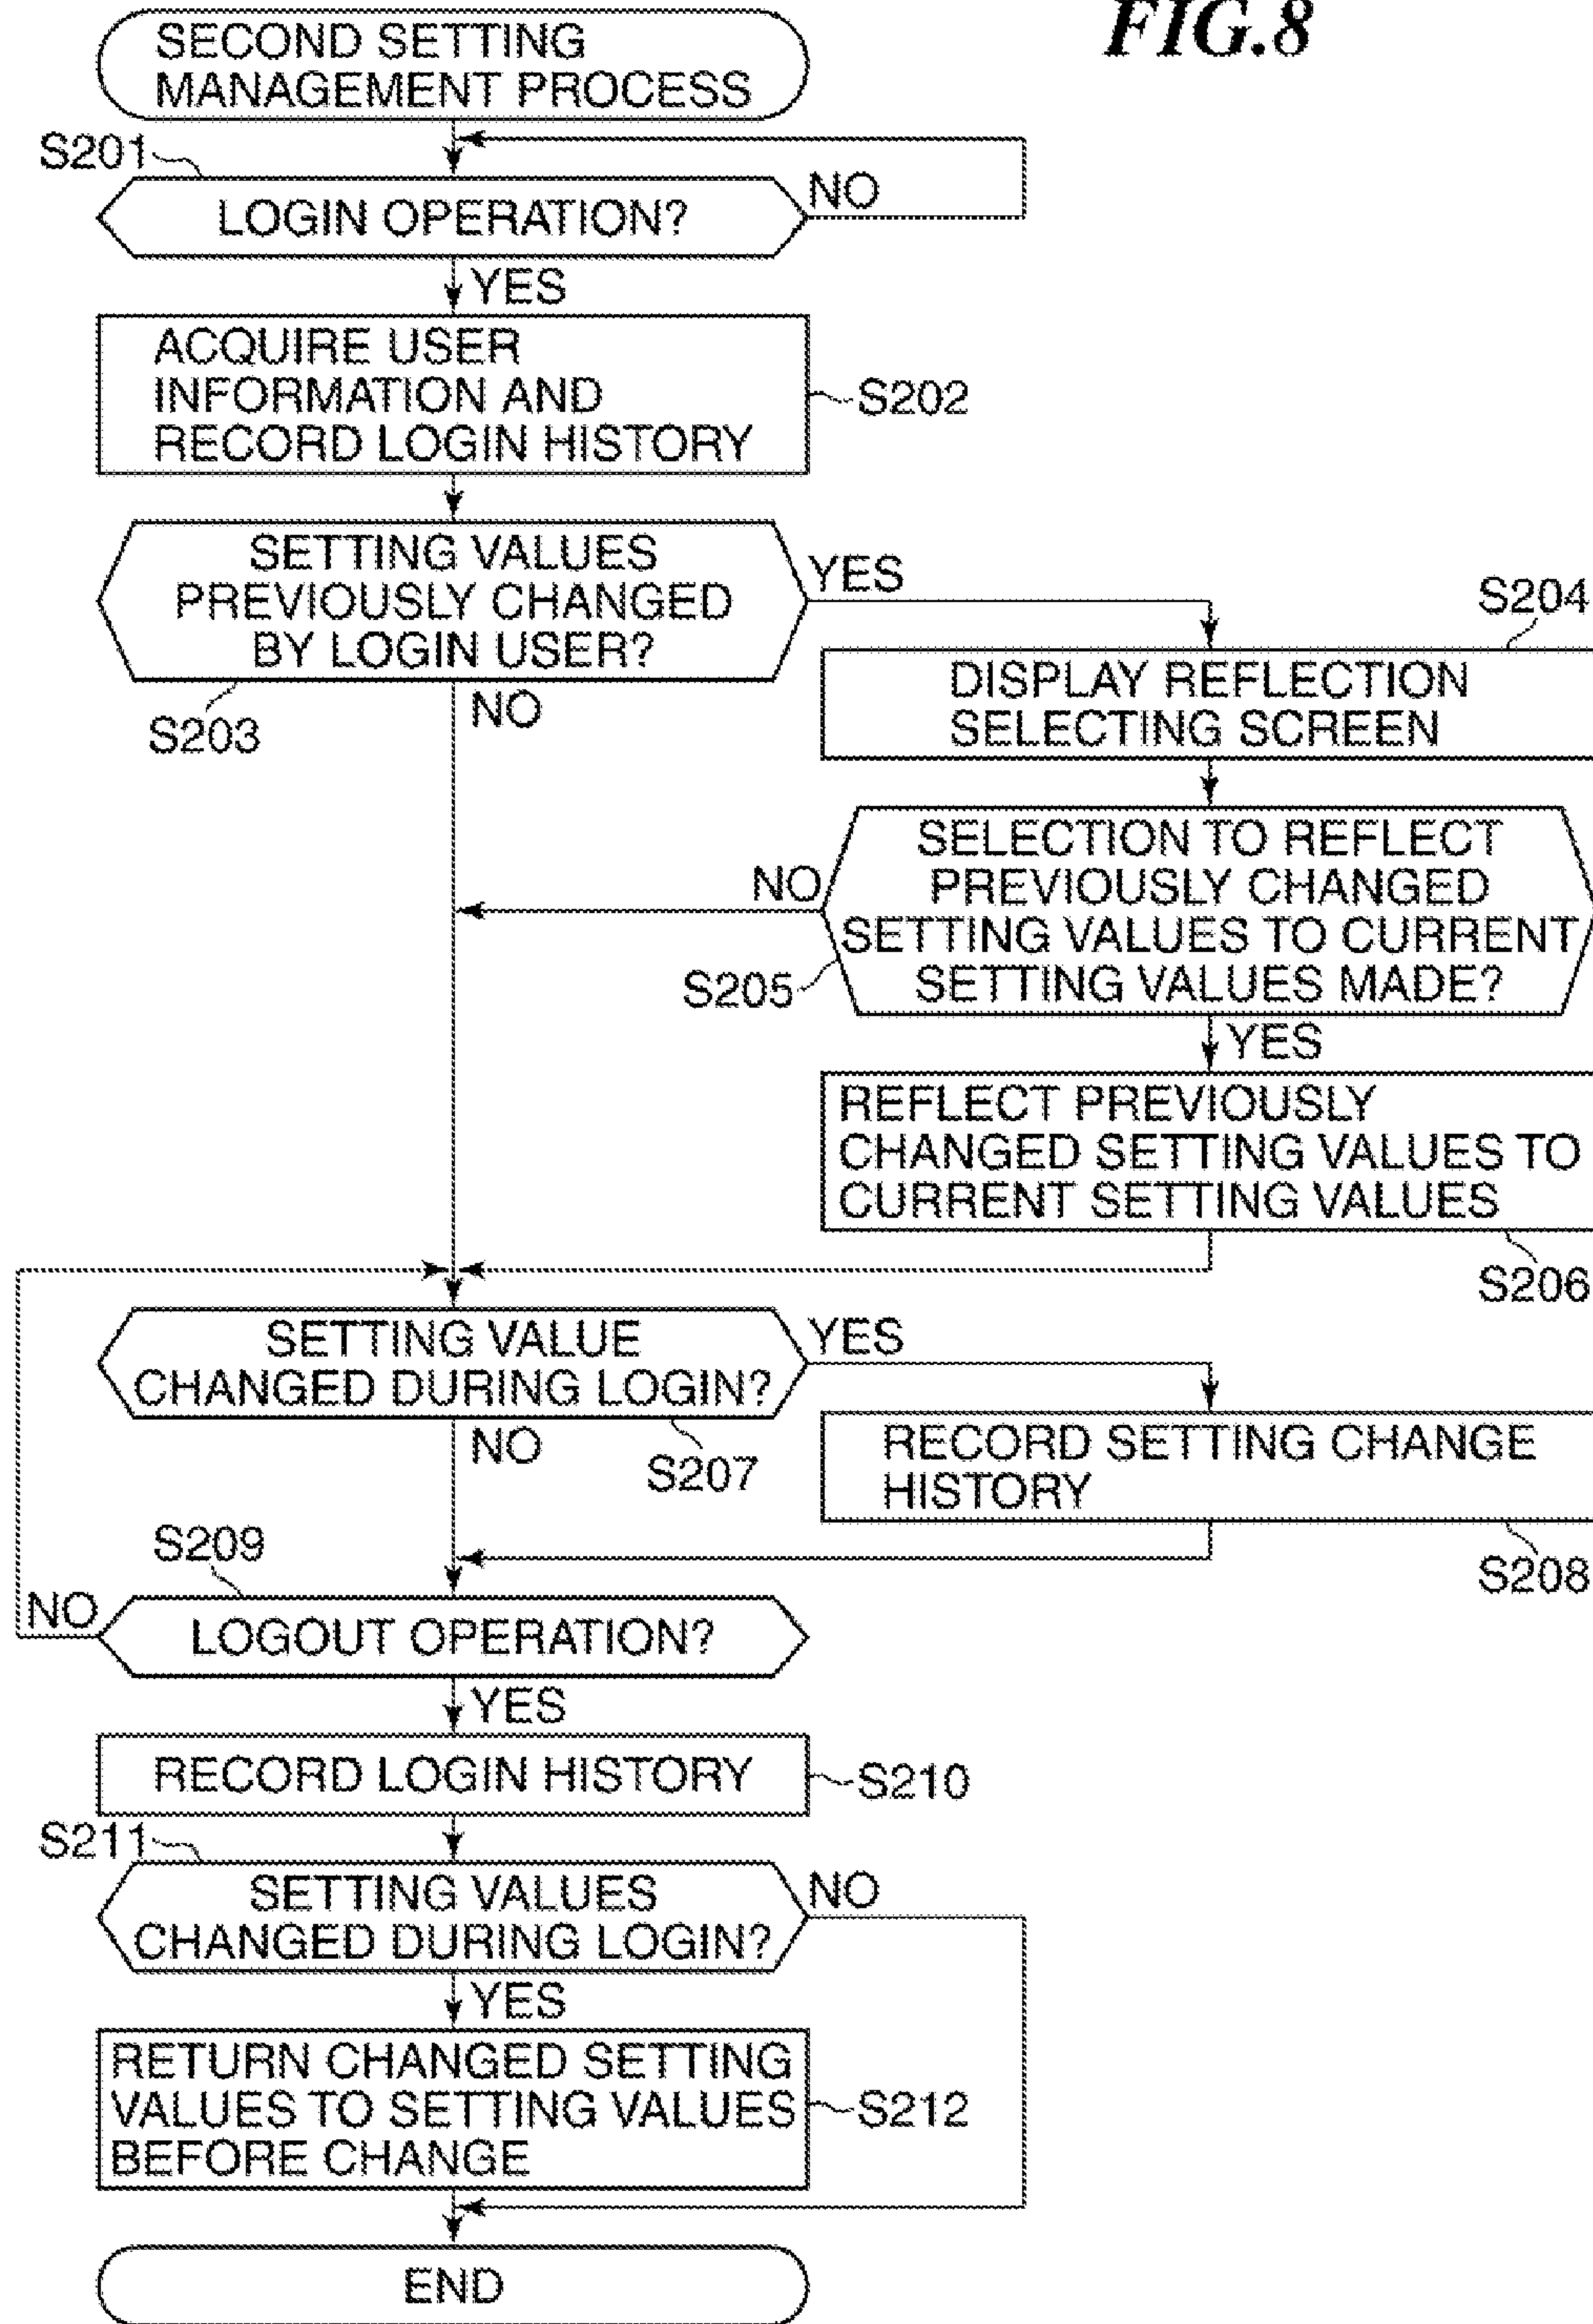 FIG.8
SECOND SETTING
MANAGEMENT PROCESS
S201
LOGIN OPERATION?
NO
YES
ACQUIRE USER
INFORMATION AND
RECORD LOGIN HISTORY
S202
SETTING VALUES
PREVIOUSLY CHANGED
BY LOGIN USER?
YES
S203
NO
S204
DISPLAY REFLECTION
SELECTING SCREEN
SELECTION TO REFLECT
PREVIOUSLY CHANGED
SETTING VALUES TO CURRENT
SETTING VALUES MADE?
NO
S205
YES
REFLECT PREVIOUSLY
CHANGED SETTING VALUES TO
CURRENT SETTING VALUES
S206
SETTING VALUE
CHANGED DURING LOGIN?
YES
NO
S207
RECORD SETTING CHANGE
HISTORY
S208
S209
NO
LOGOUT OPERATION?
YES
RECORD LOGIN HISTORY
S210
S211
SETTING VALUES
CHANGED DURING LOGIN?
NO
YES
RETURN CHANGED SETTING
VALUES TO SETTING VALUES
BEFORE CHANGE
S212
END